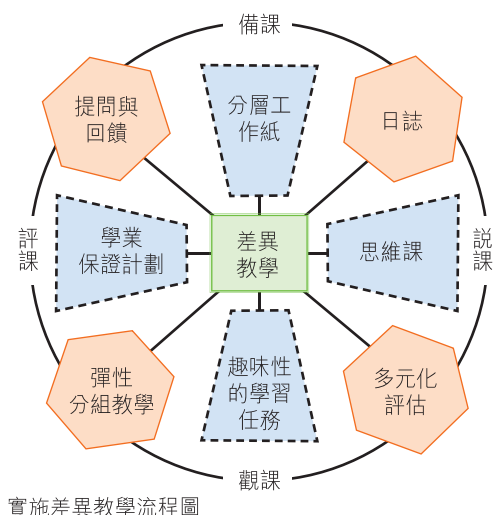 備課
提問與
回饋
分層工
作紙
日誌
評
課
學業
保證計劃
差異
教學
思維課
説
課
彈性
分組教學
趣味性
的學習
任務
多元化
評估
觀課
實施差異教學流程圖